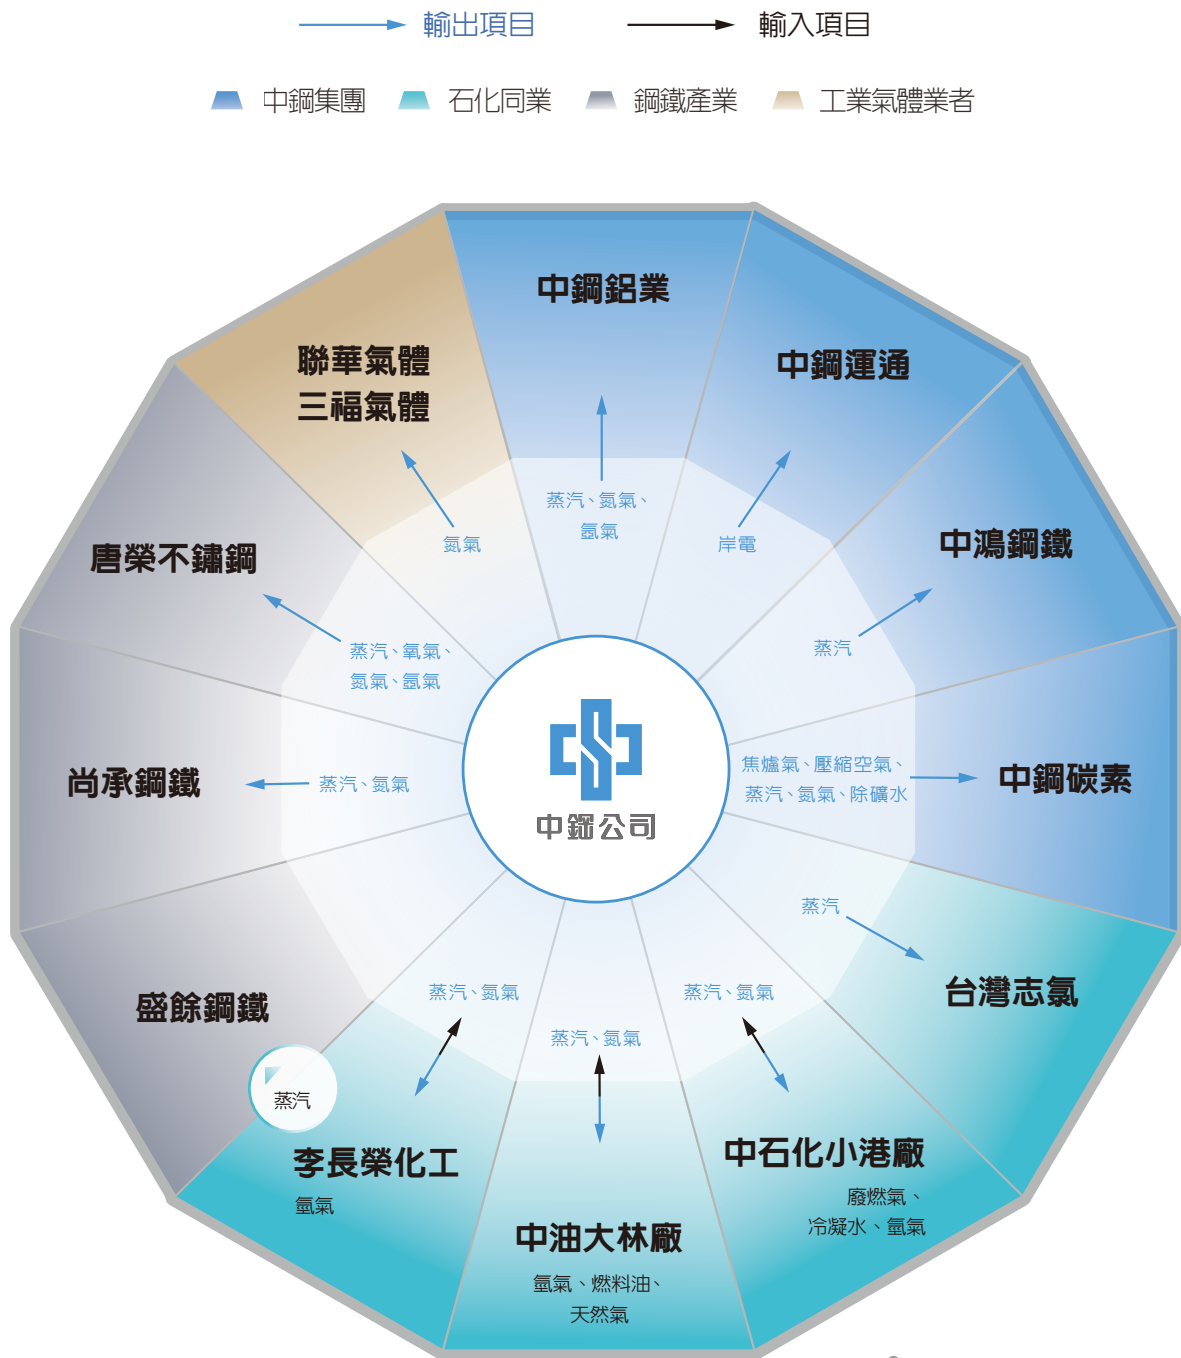 輸出項目
輸入項目
中鋼集團
石化同業
鋼鐵產業
工業氣體業者
中鋼鋁業
蒸汽、氮氣、
氬氣
中鋼運通
岸電
中鴻鋼鐵
蒸汽
中鋼碳素
焦爐氣、壓縮空氣、
蒸汽、氮氣、除礦水
台灣志氯
蒸汽
中石化小港廠
蒸汽、氮氣
廢燃氣、
冷凝水、氫氣
中油大林廠
蒸汽、氮氣
氫氣、燃料油、
天然氣
李長榮化工
蒸汽、氮氣
氫氣
蒸汽
盛餘鋼鐵
尚承鋼鐵
蒸汽、氮氣
唐榮不鏽鋼
蒸汽、氧氣、
氮氣、氬氣
聯華氣體
三福氣體
氮氣
中鋼公司